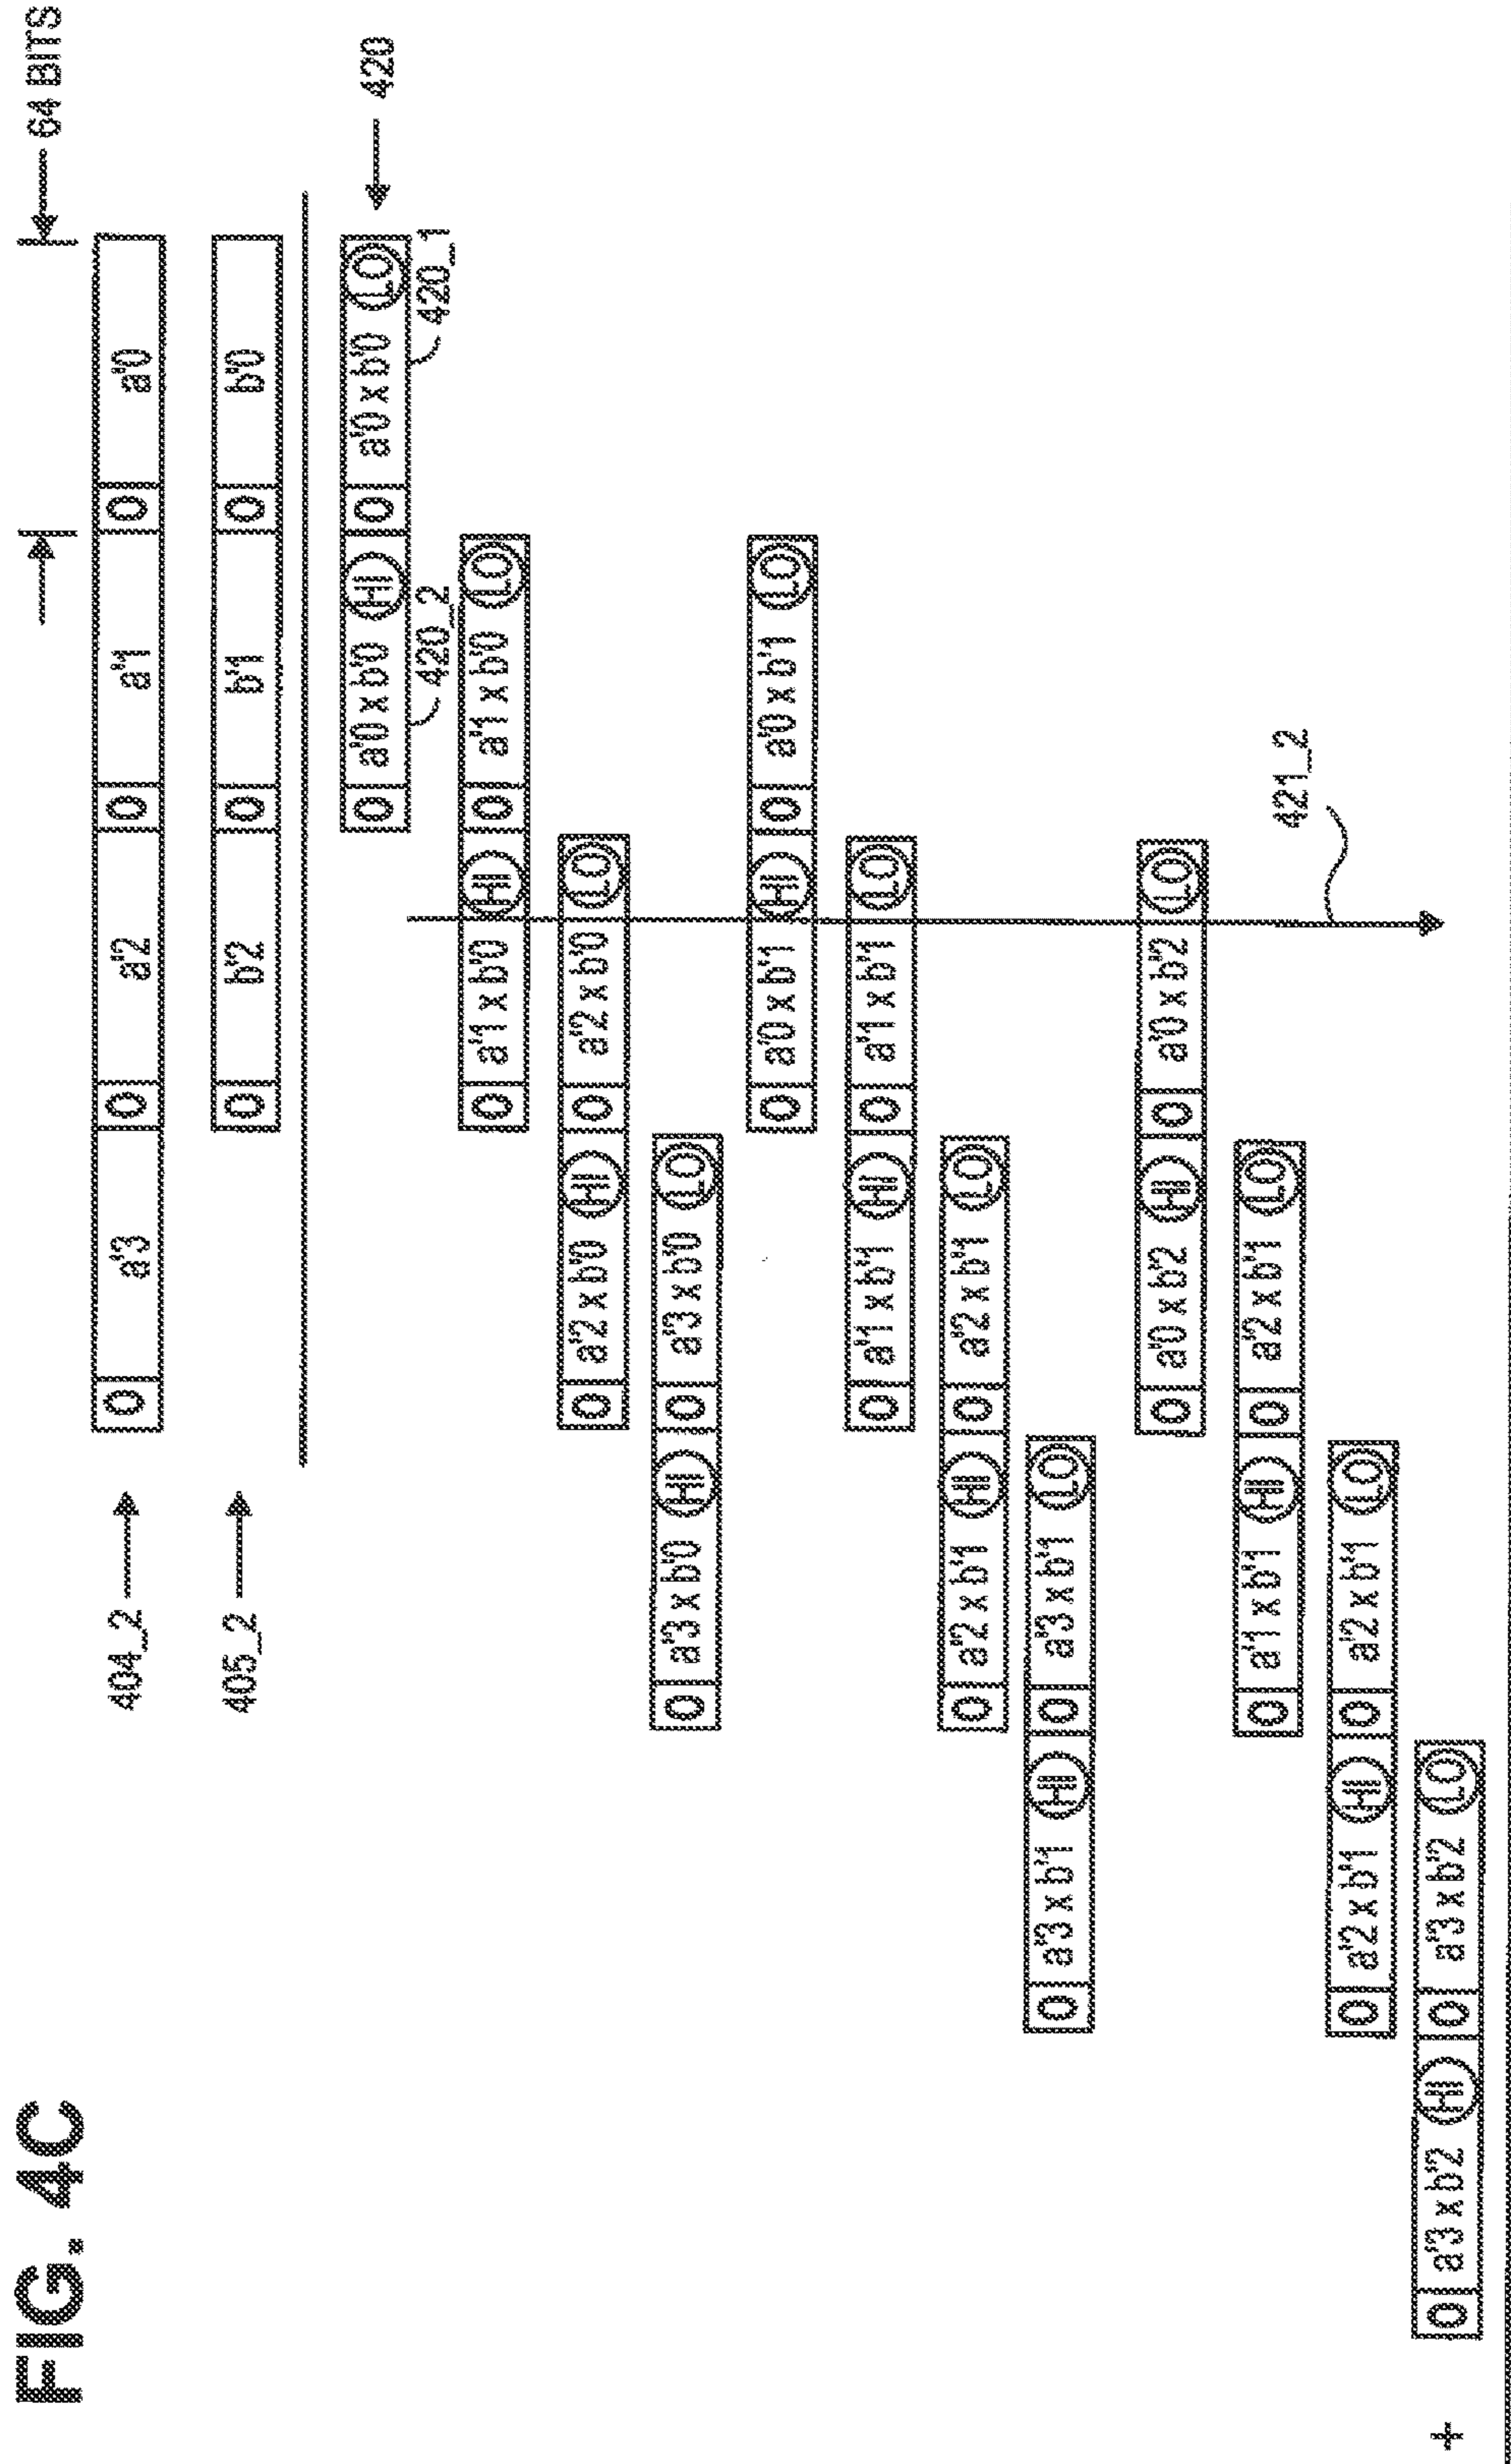 FIG. 4C
64 BITS
404_2
0 a'3 0 a'2 0 a'1 0 a'0
405_2
0 b'2 0 b'1 0 b'0
420
0 a'0 x b'0 HI 0 a'0 x b'0 LO
420_2 420_1
0 a'1 x b'0 HI 0 a'1 x b'0 LO
0 a'2 x b'0 HI 0 a'2 x b'0 LO
0 a'3 x b'0 HI 0 a'3 x b'0 LO
0 a'0 x b'1 HI 0 a'0 x b'1 LO
0 a'1 x b'1 HI 0 a'1 x b'1 LO
0 a'2 x b'1 HI 0 a'2 x b'1 LO
0 a'3 x b'1 HI 0 a'3 x b'1 LO
0 a'0 x b'2 HI 0 a'0 x b'2 LO
0 a'1 x b'1 HI 0 a'2 x b'1 LO
421_2
0 a'2 x b'1 HI 0 a'2 x b'1 LO
+ 0 a'3 x b'2 HI 0 a'3 x b'2 LO